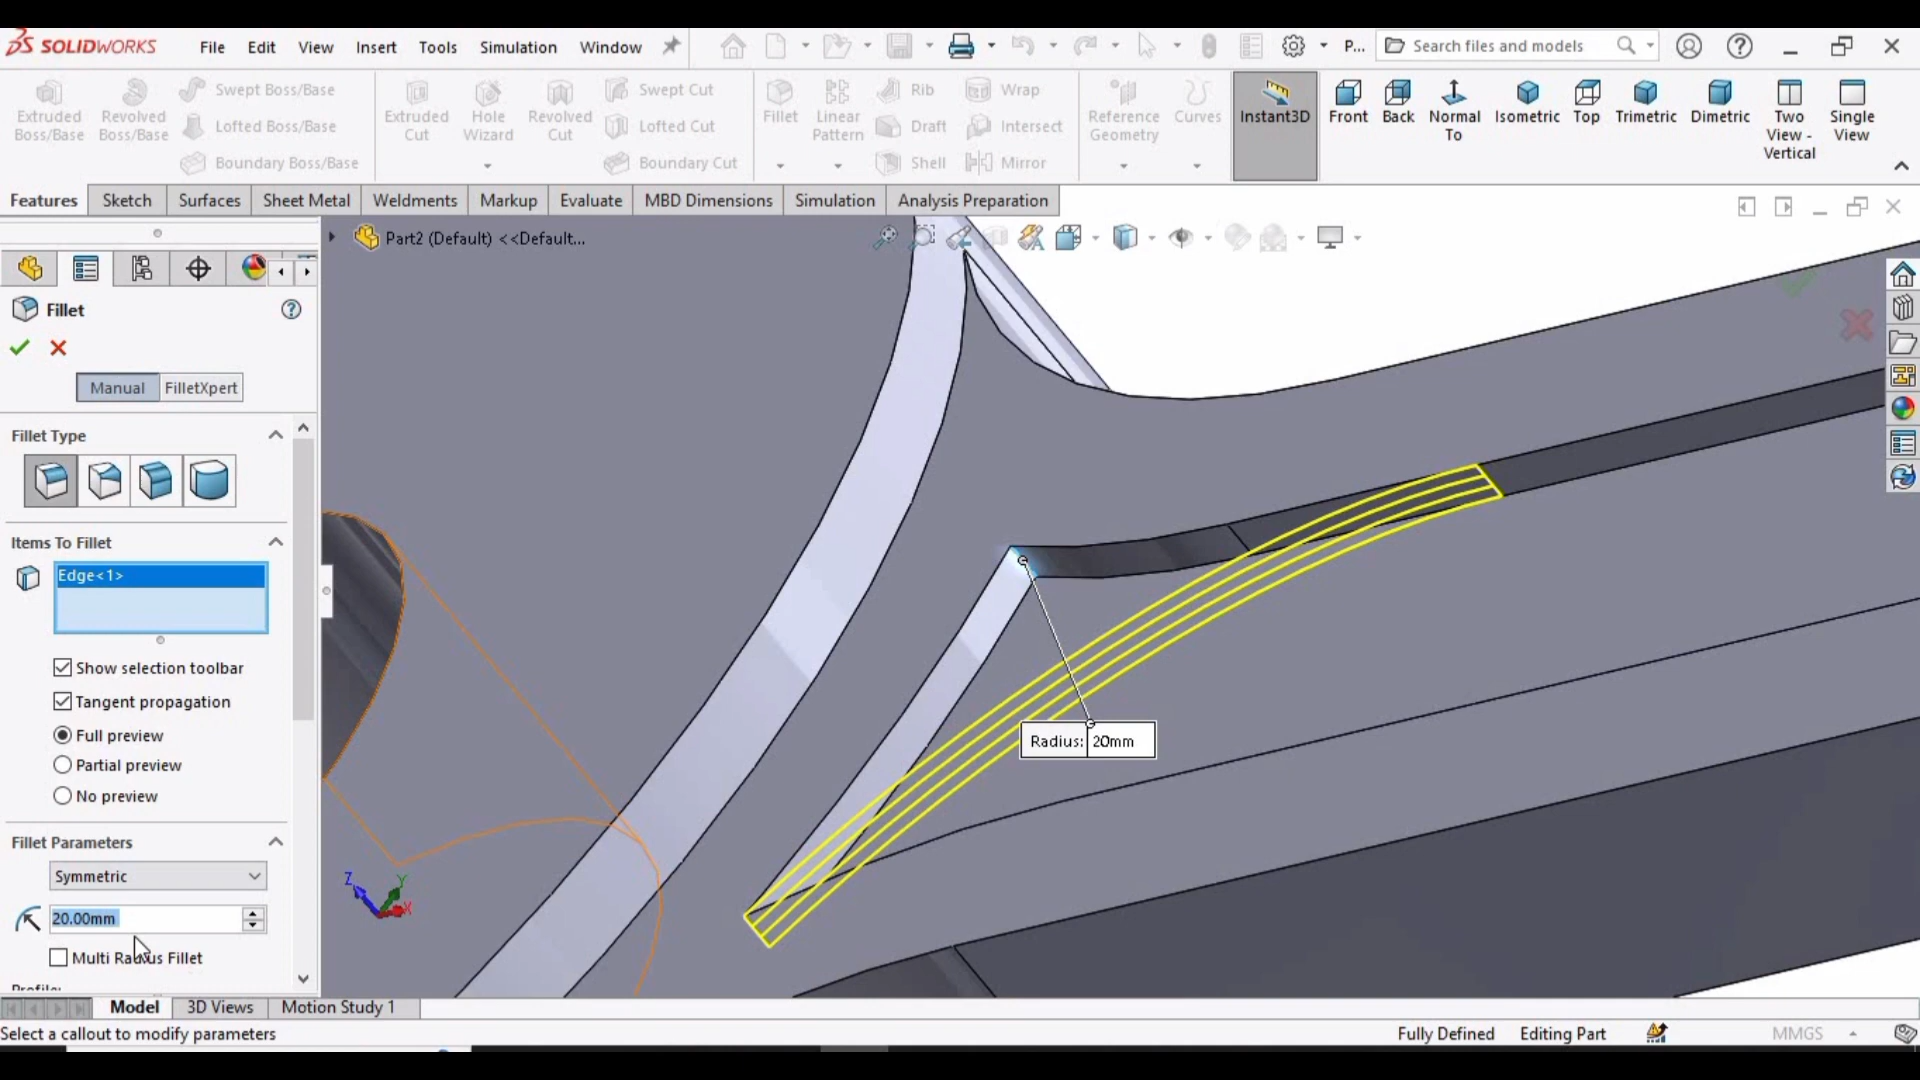 SOLIDWORKS File Edit View Insert Tools Simulation Window P... Search files and models
Extruded Boss/Base
Revolved Boss/Base
Swept Boss/Base
Lofted Boss/Base
Boundary Boss/Base
Extruded Cut
Hole Wizard
Revolved Cut
Swept Cut
Lofted Cut
Boundary Cut
Fillet
Linear Pattern
Rib
Draft
Shell
Wrap
Intersect
Mirror
Reference Geometry
Curves
Instant3D
Front
Back
Normal To
Isometric
Top
Trimetric
Dimetric
Two View - Vertical
Single View
Features Sketch Surfaces Sheet Metal Weldments Markup Evaluate MBD Dimensions Simulation Analysis Preparation
Part2 (Default) <<Default...
Fillet
Manual FilletXpert
Fillet Type
Items To Fillet
Edge<1>
Show selection toolbar
Tangent propagation
Full preview
Partial preview
No preview
Fillet Parameters
Symmetric
20.00mm
Multi Radius Fillet
Profile:
Radius: 20mm
Z Y X
Model 3D Views Motion Study 1
Select a callout to modify parameters Fully Defined Editing Part MMGS